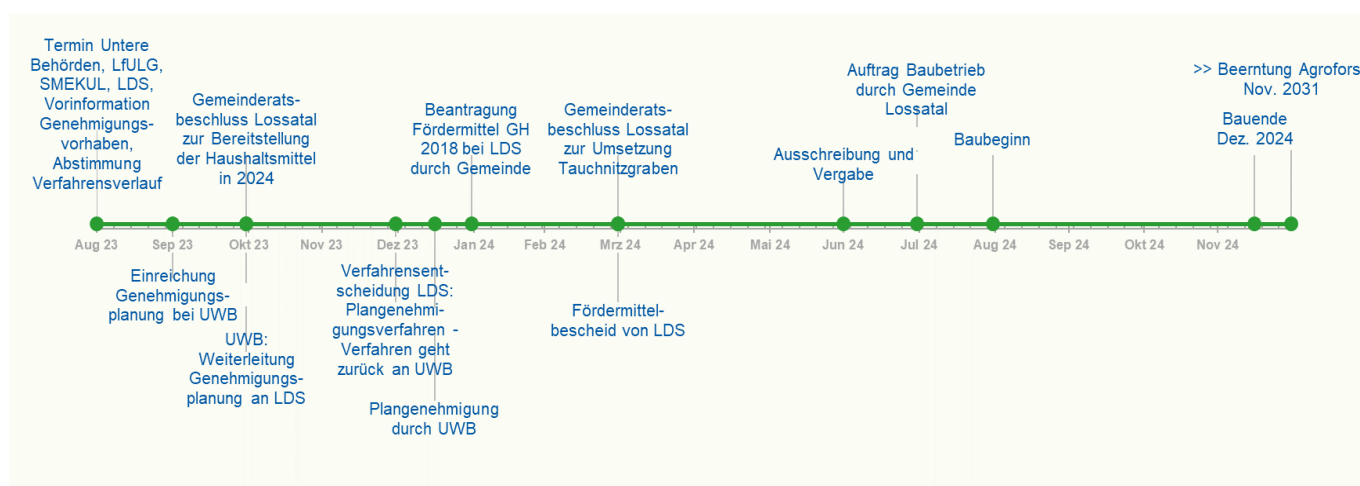 Termin Untere
Behörden, LfULG,
SMEKUL, LDS,
Vorinformation
Genehmigungs-
vorhaben,
Abstimmung
Verfahrensverlauf
Gemeinderats-
beschluss Lossatal
zur Bereitstellung
der Haushaltsmittel
in 2024
Beantragung
Fördermittel GH
2018 bei LDS
durch Gemeinde
Gemeinderats-
beschluss Lossatal
zur Umsetzung
Tauchnitzgraben
Ausschreibung und
Vergabe
Auftrag Baubetrieb
durch Gemeinde
Lossatal
Baubeginn
>> Beerntung Agrofors
Nov. 2031
Bauende
Dez. 2024
Aug 23 Sep 23 Okt 23 Nov 23 Dez 23 Jan 24 Feb 24 Mrz 24 Apr 24 Mai 24 Jun 24 Jul 24 Aug 24 Sep 24 Okt 24 Nov 24
Einreichung
Genehmigungs-
planung bei UWB
UWB:
Weiterleitung
Genehmigungs-
planung an LDS
Verfahrensent-
scheidung LDS:
Plangenehmi-
gungsverfahren -
Verfahren geht
zurück an UWB
Plangenehmigung
durch UWB
Fördermittel-
bescheid von LDS